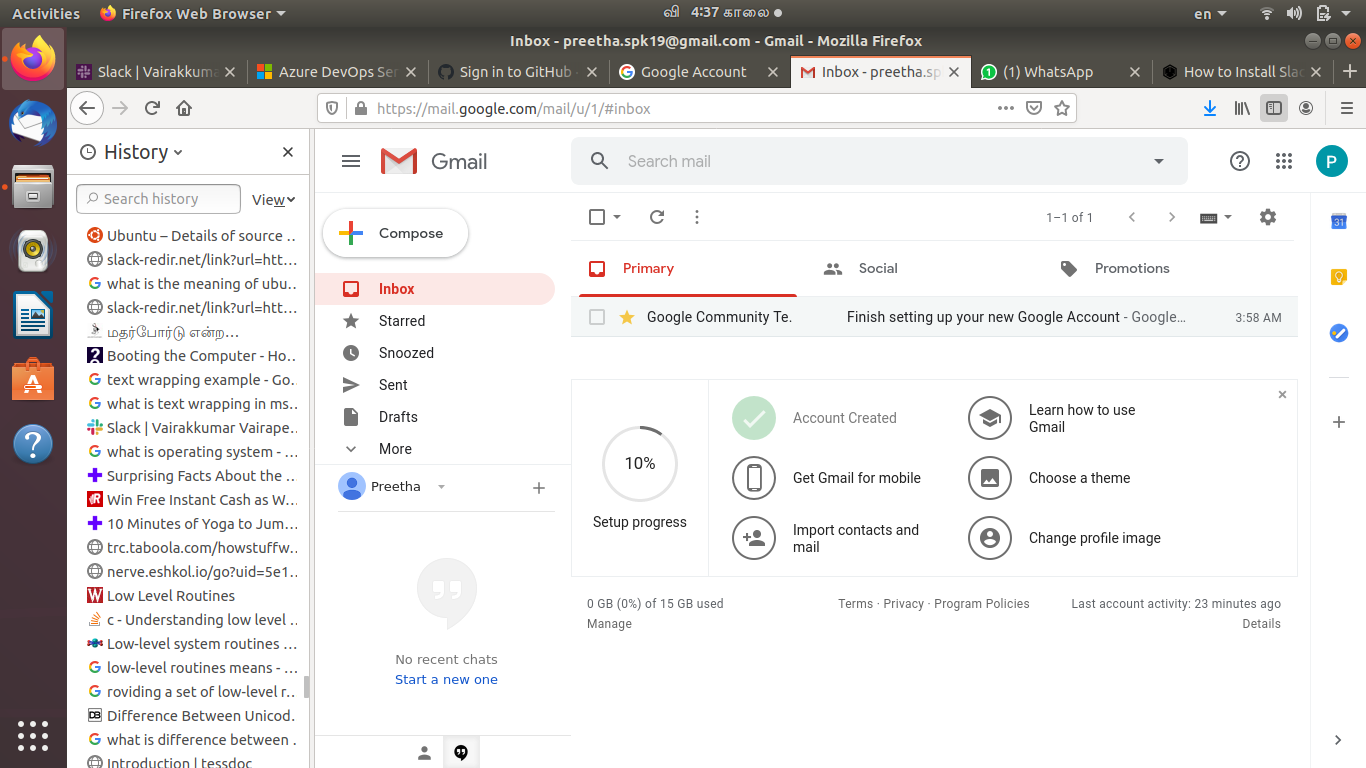 Activities
Firefox Web Browser
வி 4:37 காலை
en
Inbox - preetha.spk19@gmail.com - Gmail - Mozilla Firefox
Slack | Vairakkuma
Azure DevOps Ser
Sign in to GitHub ·
Google Account
Inbox - preetha.sp
(1) WhatsApp
How to Install Sla
https://mail.google.com/mail/u/1/#inbox
History
Search history
View
Ubuntu – Details of source …
slack-redir.net/link?url=htt…
what is the meaning of ubu…
slack-redir.net/link?url=htt…
மதர்போர்டு என்ற…
Booting the Computer - Ho…
text wrapping example - Go…
what is text wrapping in ms…
Slack | Vairakkumar Vairape…
what is operating system - …
Surprising Facts About the …
Win Free Instant Cash as W…
10 Minutes of Yoga to Jum…
trc.taboola.com/howstuffw…
nerve.eshkol.io/go?uid=5e1…
Low Level Routines
c - Understanding low level …
Low-level system routines …
low-level routines means - …
roviding a set of low-level r…
Difference Between Unicod…
what is difference between …
Introduction | tessdoc
Gmail
Search mail
P
Compose
Inbox
Starred
Snoozed
Sent
Drafts
More
Preetha
No recent chats
Start a new one
1–1 of 1
31
Primary
Social
Promotions
Google Community Te.
Finish setting up your new Google Account - Google…
3:58 AM
10%
Setup progress
Account Created
Get Gmail for mobile
Import contacts and
mail
Learn how to use
Gmail
Choose a theme
Change profile image
0 GB (0%) of 15 GB used
Manage
Terms · Privacy · Program Policies
Last account activity: 23 minutes ago
Details